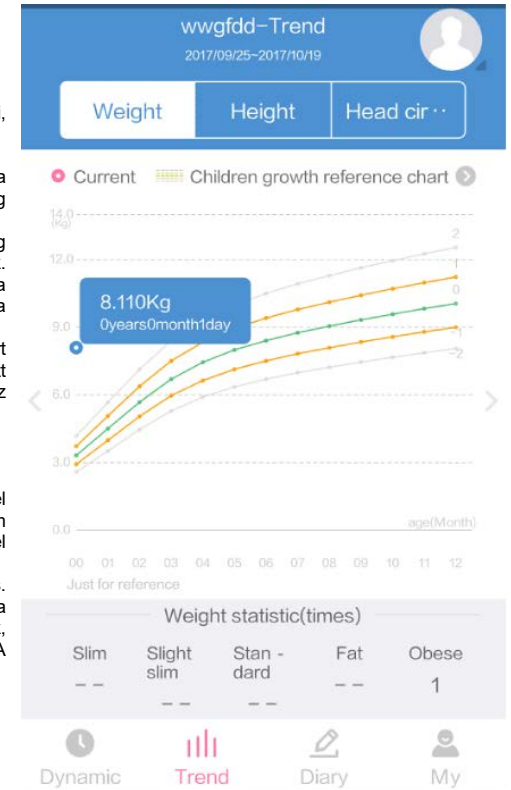 wwgfdd-Trend
2017/09/25~2017/10/19
Weight Height Head cir··
Current Children growth reference chart
14.0
(Kg)
2
12.0
1
0
8.110Kg
0years0month1day
9.0
-1
-2
6.0
3.0
0.0
age(Month)
00 01 02 03 04 05 06 07 08 09 10 11 12
Just for reference
Weight statistic(times)
Slim Slight slim Stan - dard Fat Obese
-- -- -- -- 1
Dynamic Trend Diary My